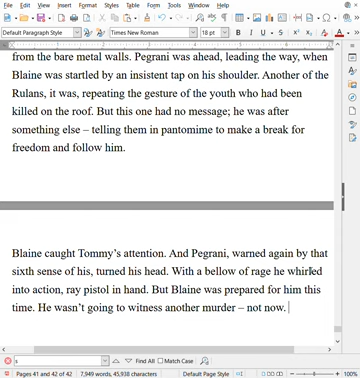 File Edit View Insert Format Styles Table Form Tools Window Help
Default Paragraph Style Times New Roman 18 pt
from the bare metal walls. Pegrani was ahead, leading the way, when
Blaine was startled by an insistent tap on his shoulder. Another of the
Rulans, it was, repeating the gesture of the youth who had been
killed on the roof. But this one had no message; he was after
something else – telling them in pantomime to make a break for
freedom and follow him.
Blaine caught Tommy’s attention. And Pegrani, warned again by that
sixth sense of his, turned his head. With a bellow of rage he whirled
into action, ray pistol in hand. But Blaine was prepared for him this
time. He wasn’t going to witness another murder – not now.
s Find All Match Case
Pages 41 and 42 of 42 7,949 words, 45,938 characters Default Page Style 100%